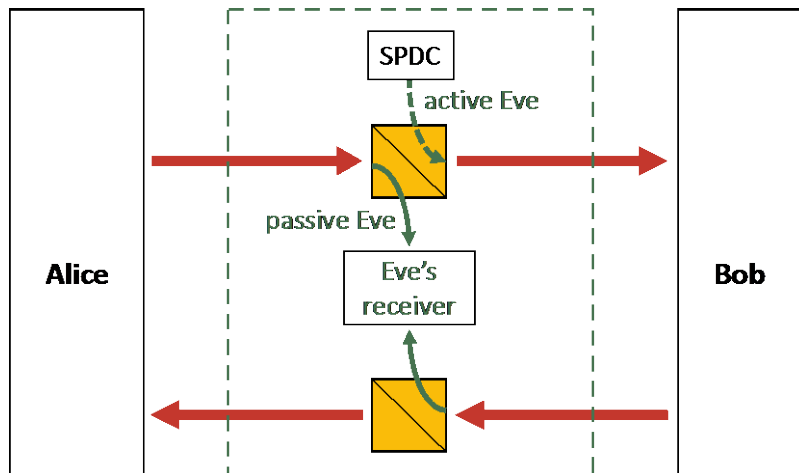 SPDC
active Eve
passive Eve
Alice
Eve's
receiver
Bob